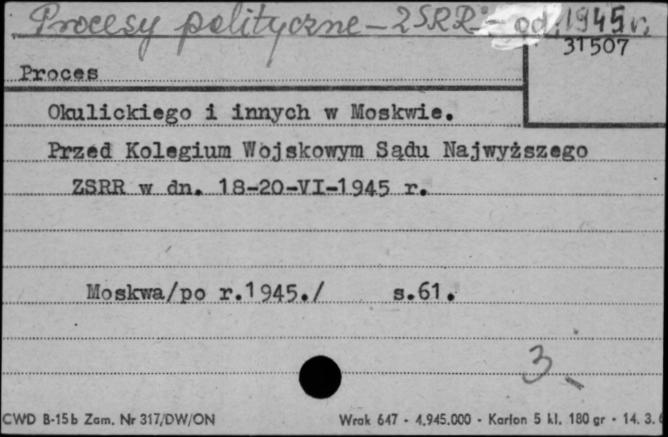 Procesy polityczne - ZSRR - od 1945 r.
31507
Proces
Okulickiego i innych w Moskwie.
Przed Kolegium Wojskowym Sądu Najwyższego
ZSRR w dn. 18-20-VI-1945 r.
Moskwa/po r.1945./ s.61.
3.-
CWD B-15b Zam. Nr 317/DW/ON Wrak 647 - 4.945.000 - Karton 5 kl. 180 gr - 14. 3.